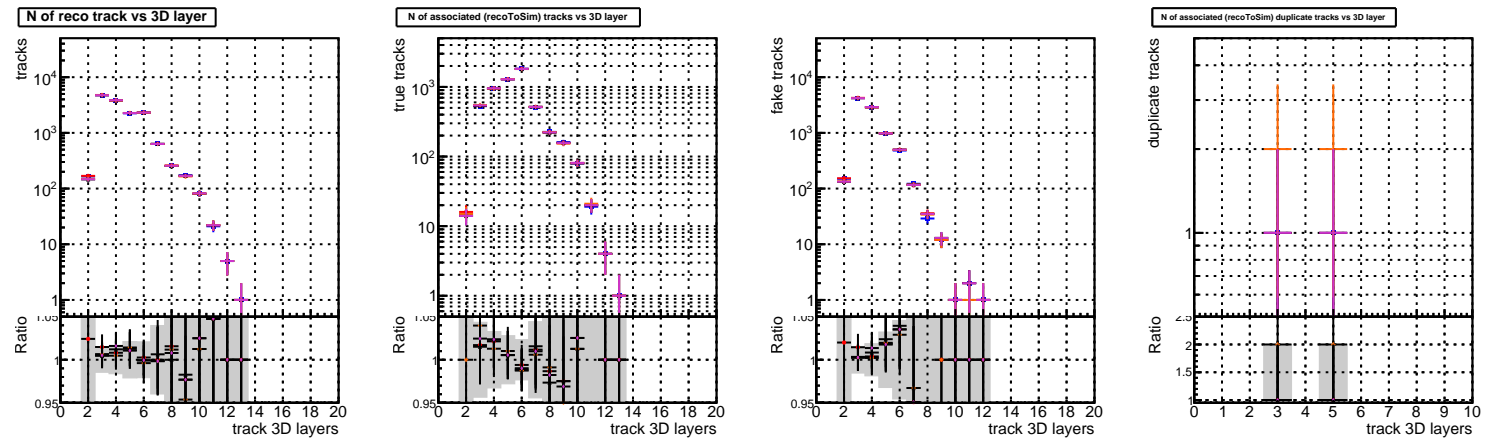 N of reco track vs 3D layer
tracks
10⁴
10³
10²
10
1
Ratio
1.05
1
0.95
0 2 4 6 8 10 12 14 16 18 20
track 3D layers
N of associated (recoToSim) tracks vs 3D layer
true tracks
10³
10²
10
1
Ratio
1.05
1
0.95
0 2 4 6 8 10 12 14 16 18 20
track 3D layers
fake tracks
10⁴
10³
10²
10
1
Ratio
1.05
1
0.95
0 2 4 6 8 10 12 14 16 18 20
track 3D layers
N of associated (recoToSim) duplicate tracks vs 3D layer
duplicate tracks
1
Ratio
2.5
2
1.5
1
0 1 2 3 4 5 6 7 8 9 10
track 3D layers